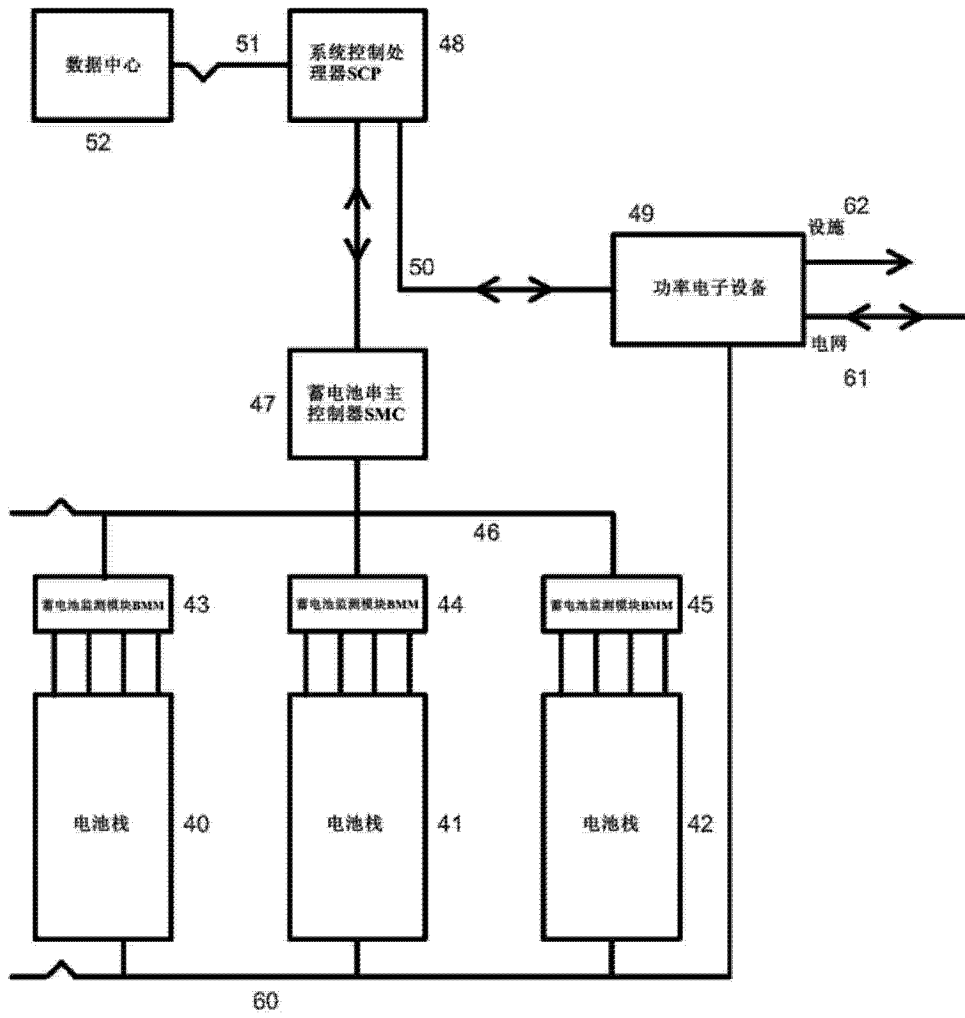 51
48
数据中心
系统控制处
理器SCP
52
49
62
设施
50
功率电子设备
电网
61
47
蓄电池串主
控制器SMC
46
蓄电池监测模块BMM
43
蓄电池监测模块BMM
44
蓄电池监测模块BMM
45
电池栈
40
电池栈
41
电池栈
42
60